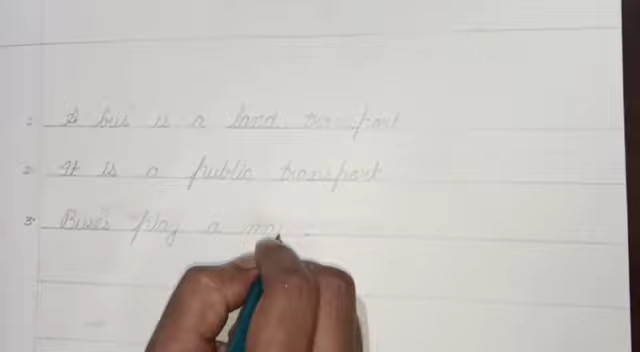 1. A bus is a land transport
2. It is a public transport
3. Buses play a